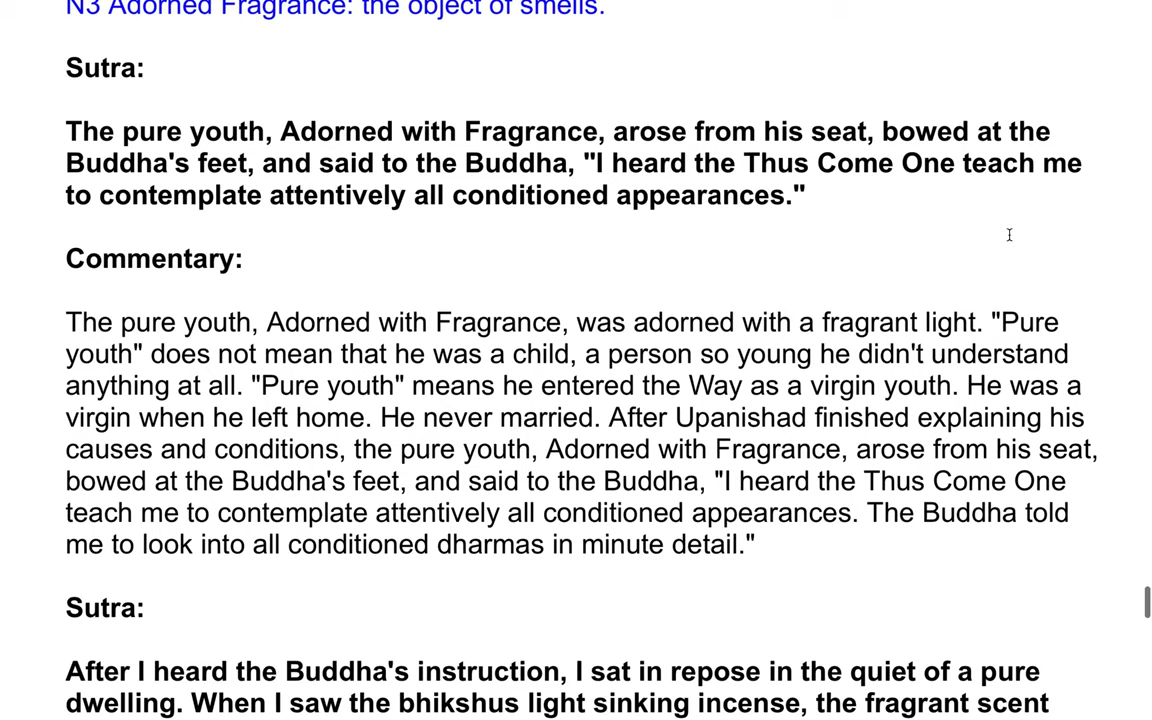 N3 Adorned Fragrance: the object of smells.
Sutra:
The pure youth, Adorned with Fragrance, arose from his seat, bowed at the
Buddha's feet, and said to the Buddha, "I heard the Thus Come One teach me
to contemplate attentively all conditioned appearances."
Commentary:
The pure youth, Adorned with Fragrance, was adorned with a fragrant light. "Pure
youth" does not mean that he was a child, a person so young he didn't understand
anything at all. "Pure youth" means he entered the Way as a virgin youth. He was a
virgin when he left home. He never married. After Upanishad finished explaining his
causes and conditions, the pure youth, Adorned with Fragrance, arose from his seat,
bowed at the Buddha's feet, and said to the Buddha, "I heard the Thus Come One
teach me to contemplate attentively all conditioned appearances. The Buddha told
me to look into all conditioned dharmas in minute detail."
Sutra:
After I heard the Buddha's instruction, I sat in repose in the quiet of a pure
dwelling. When I saw the bhikshus light sinking incense, the fragrant scent